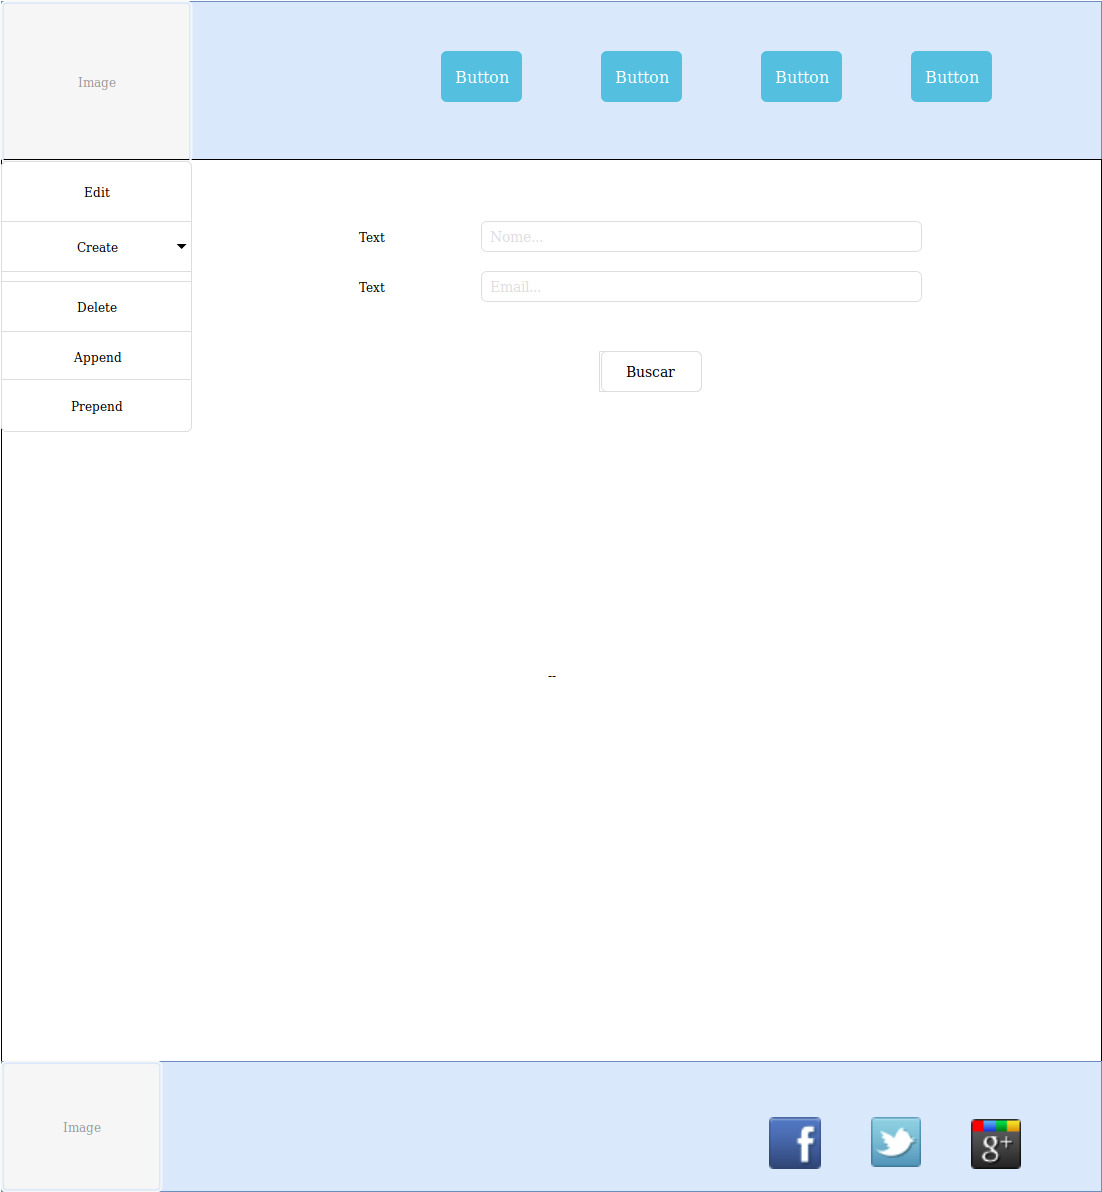 Image
Button
Button
Button
Button
Edit
Create
Delete
Append
Prepend
Text
Nome...
Text
Email...
Buscar
--
Image
f
g+